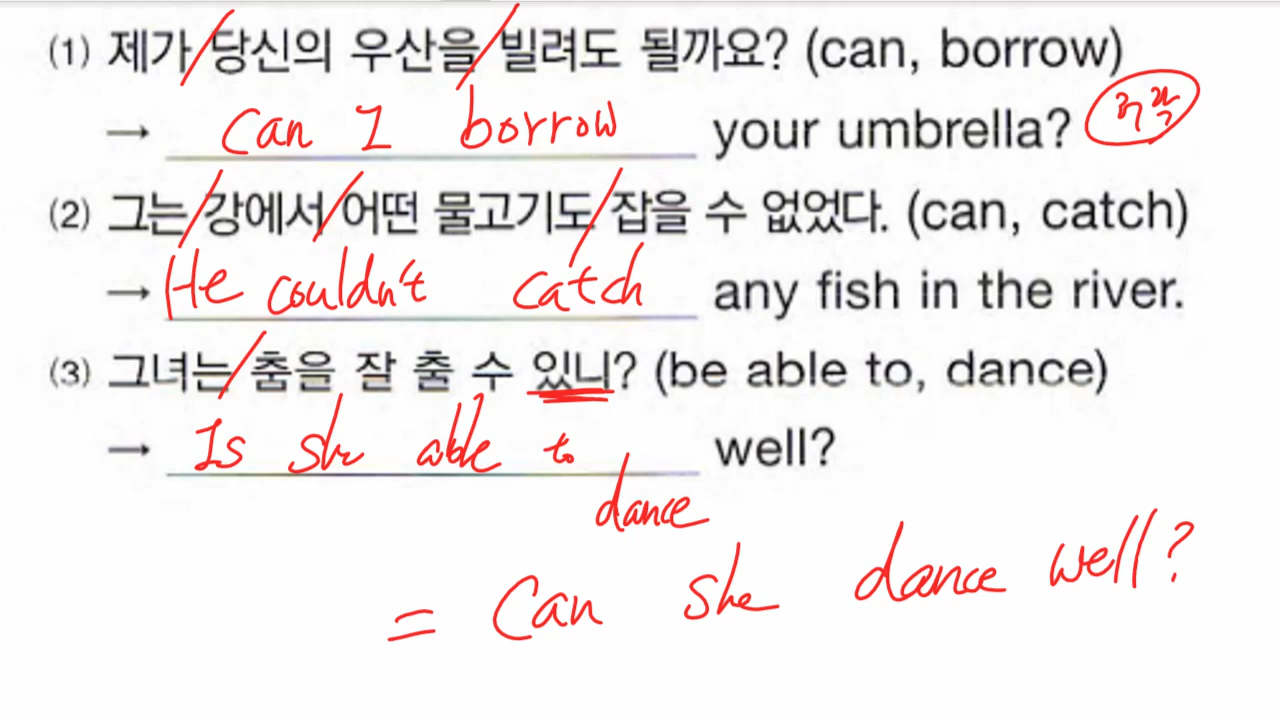 (1) 제가 당신의 우산을 빌려도 될까요? (can, borrow)
→ Can I borrow your umbrella? 허락
(2) 그는 강에서 어떤 물고기도 잡을 수 없었다. (can, catch)
→ He couldn't catch any fish in the river.
(3) 그녀는 춤을 잘 출 수 있니? (be able to, dance)
→ Is she able to well?
dance
= Can she dance well?